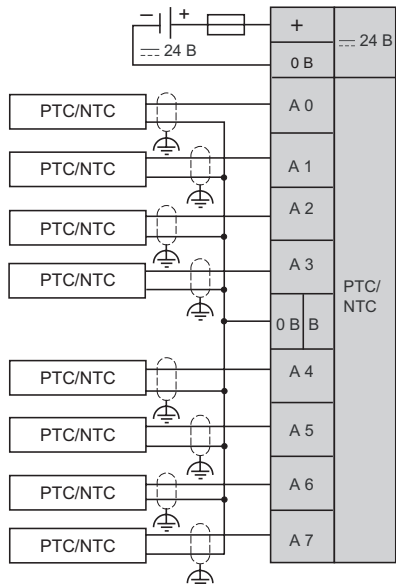 − +
+
⎓ 24 В
⎓ 24 В
0 В
PTC/NTC
A 0
PTC/NTC
A 1
PTC/NTC
A 2
PTC/NTC
A 3
PTC/
NTC
0 В В
PTC/NTC
A 4
PTC/NTC
A 5
PTC/NTC
A 6
PTC/NTC
A 7